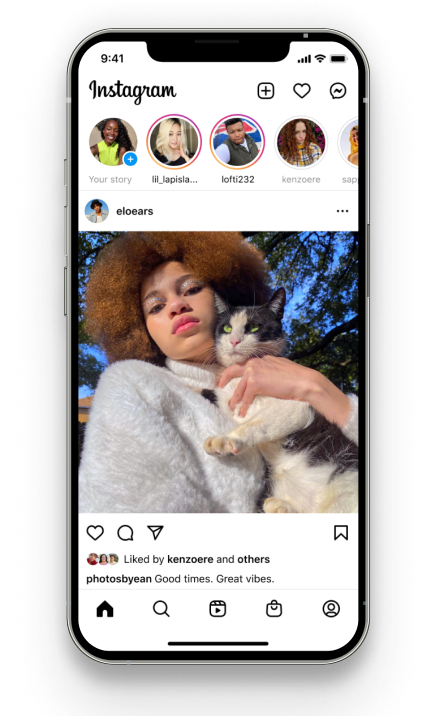 9:41
Instagram
Your story lil_lapisla... lofti232 kenzoere sapp
eloears
Liked by kenzoere and others
photosbyean Good times. Great vibes.